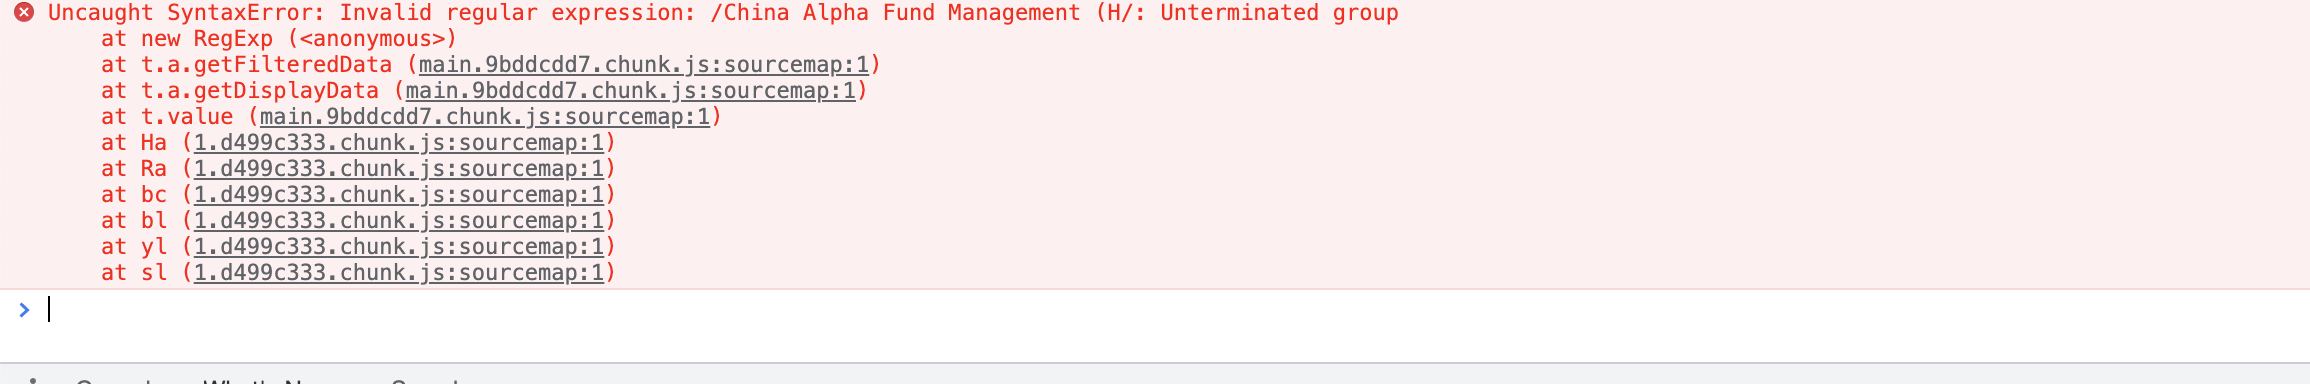 Uncaught SyntaxError: Invalid regular expression: /China Alpha Fund Management (H/: Unterminated group
at new RegExp (<anonymous>)
at t.a.getFilteredData (main.9bddcdd7.chunk.js:sourcemap:1)
at t.a.getDisplayData (main.9bddcdd7.chunk.js:sourcemap:1)
at t.value (main.9bddcdd7.chunk.js:sourcemap:1)
at Ha (1.d499c333.chunk.js:sourcemap:1)
at Ra (1.d499c333.chunk.js:sourcemap:1)
at bc (1.d499c333.chunk.js:sourcemap:1)
at bl (1.d499c333.chunk.js:sourcemap:1)
at yl (1.d499c333.chunk.js:sourcemap:1)
at sl (1.d499c333.chunk.js:sourcemap:1)